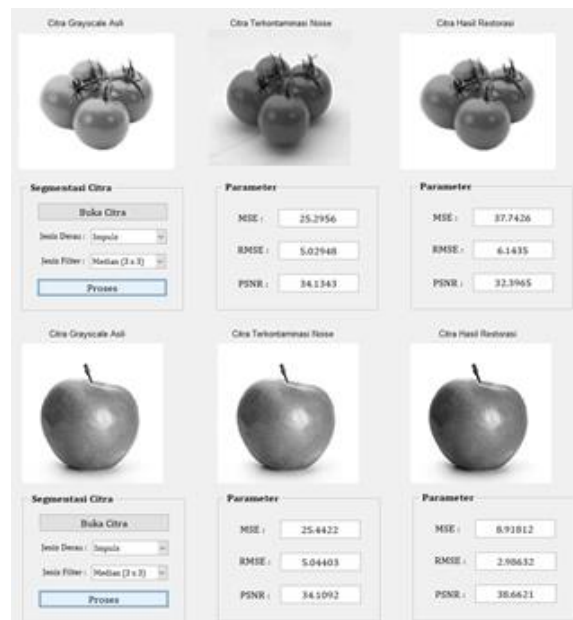 Citra Grayscale Asli
Citra Terkontaminasi Noise
Citra Hasil Restorasi
Segmentasi Citra
Buka Citra
Jenis Derau : Impuls
Jenis Filter : Median (3 x 3)
Proses
Parameter
MSE : 25.2956
RMSE : 5.02948
PSNR : 34.1343
Parameter
MSE : 37.7426
RMSE : 6.1435
PSNR : 32.3965
Citra Grayscale Asli
Citra Terkontaminasi Noise
Citra Hasil Restorasi
Segmentasi Citra
Buka Citra
Jenis Derau : Impuls
Jenis Filter : Median (3 x 3)
Proses
Parameter
MSE : 25.4422
RMSE : 5.04403
PSNR : 34.1092
Parameter
MSE : 8.91812
RMSE : 2.98632
PSNR : 38.6621